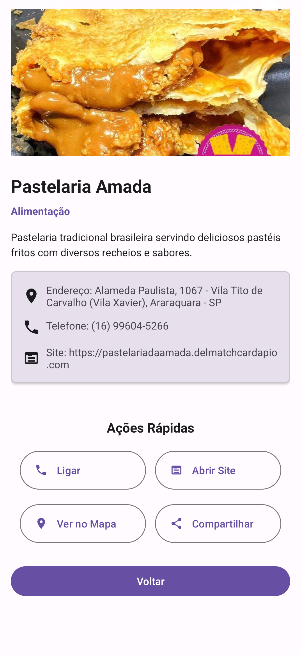 Pastelaria Amada
Alimentação
Pastelaria tradicional brasileira servindo deliciosos pastéis
fritos com diversos recheios e sabores.
Endereço: Alameda Paulista, 1067 - Vila Tito de
Carvalho (Vila Xavier), Araraquara - SP
Telefone: (16) 99604-5266
Site: https://pastelariadaamada.delmatchcardapio
.com
Ações Rápidas
Ligar
Abrir Site
Ver no Mapa
Compartilhar
Voltar